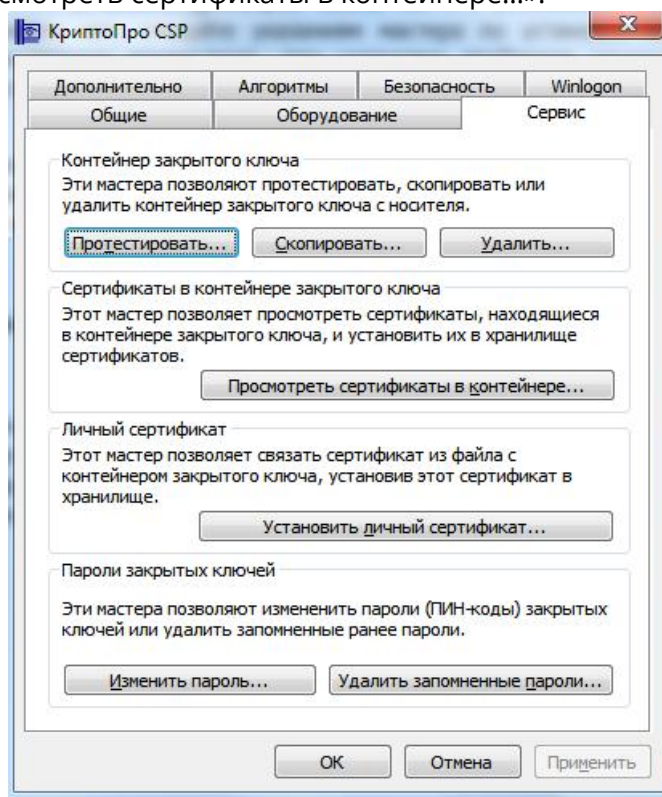 смотреть сертификаты в контейнере…».
КриптоПро CSP
Дополнительно Алгоритмы Безопасность Winlogon
Общие Оборудование Сервис
Контейнер закрытого ключа
Эти мастера позволяют протестировать, скопировать или
удалить контейнер закрытого ключа с носителя.
Протестировать... Скопировать... Удалить...
Сертификаты в контейнере закрытого ключа
Этот мастер позволяет просмотреть сертификаты, находящиеся
в контейнере закрытого ключа, и установить их в хранилище
сертификатов.
Просмотреть сертификаты в контейнере...
Личный сертификат
Этот мастер позволяет связать сертификат из файла с
контейнером закрытого ключа, установив этот сертификат в
хранилище.
Установить личный сертификат...
Пароли закрытых ключей
Эти мастера позволяют измененить пароли (ПИН-коды) закрытых
ключей или удалить запомненные ранее пароли.
Изменить пароль... Удалить запомненные пароли...
ОК Отмена Применить